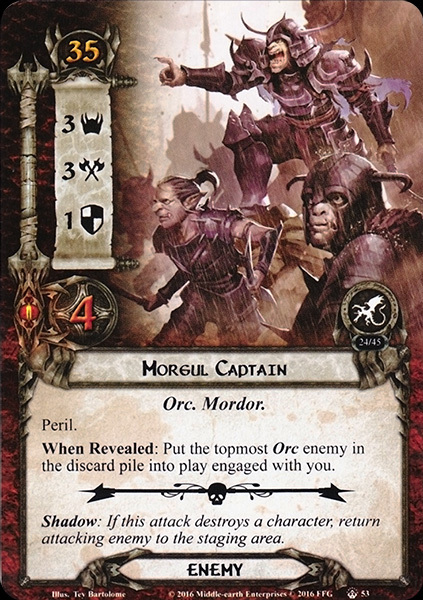 35
3
3
1
4
24/45
Morgul Captain
Orc. Mordor.
Peril.
When Revealed: Put the topmost Orc enemy in
the discard pile into play engaged with you.
Shadow: If this attack destroys a character, return
attacking enemy to the staging area.
ENEMY
Illus. Tey Bartolome © 2016 Middle-earth Enterprises © 2016 FFG 53